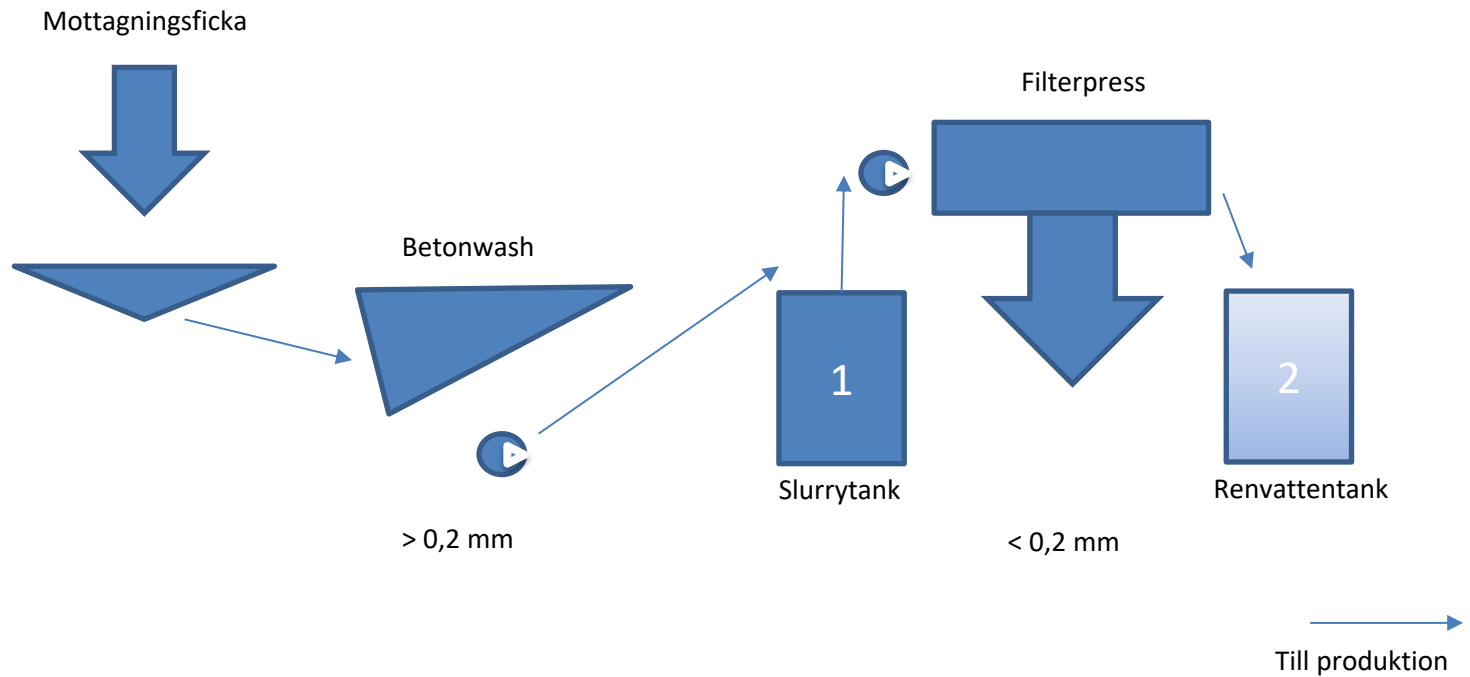 Mottagningsficka
Filterpress
Betonwash
1
2
Slurrytank
Renvattentank
> 0,2 mm
< 0,2 mm
Till produktion